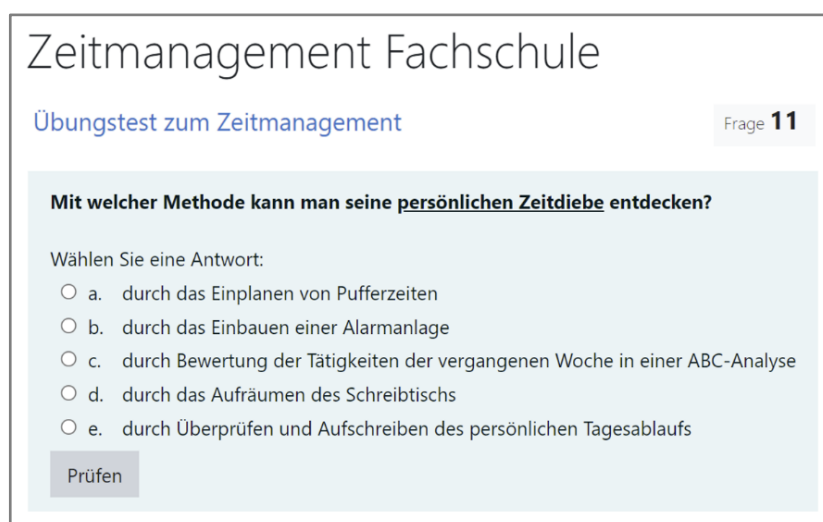 Zeitmanagement Fachschule
Übungstest zum Zeitmanagement
Frage 11
Mit welcher Methode kann man seine persönlichen Zeitdiebe entdecken?
Wählen Sie eine Antwort:
a. durch das Einplanen von Pufferzeiten
b. durch das Einbauen einer Alarmanlage
c. durch Bewertung der Tätigkeiten der vergangenen Woche in einer ABC-Analyse
d. durch das Aufräumen des Schreibtischs
e. durch Überprüfen und Aufschreiben des persönlichen Tagesablaufs
Prüfen